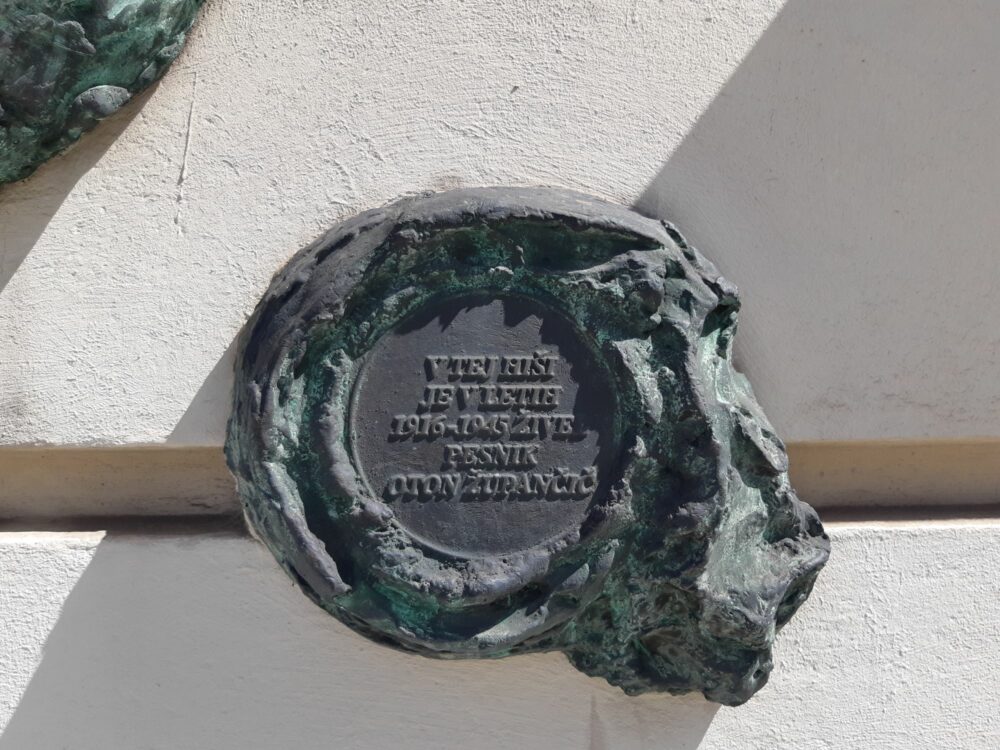 V TEJ HIŠI
JE V LETIH
1916-1945 ŽIVEL
PESNIK
OTON ŽUPANČIČ